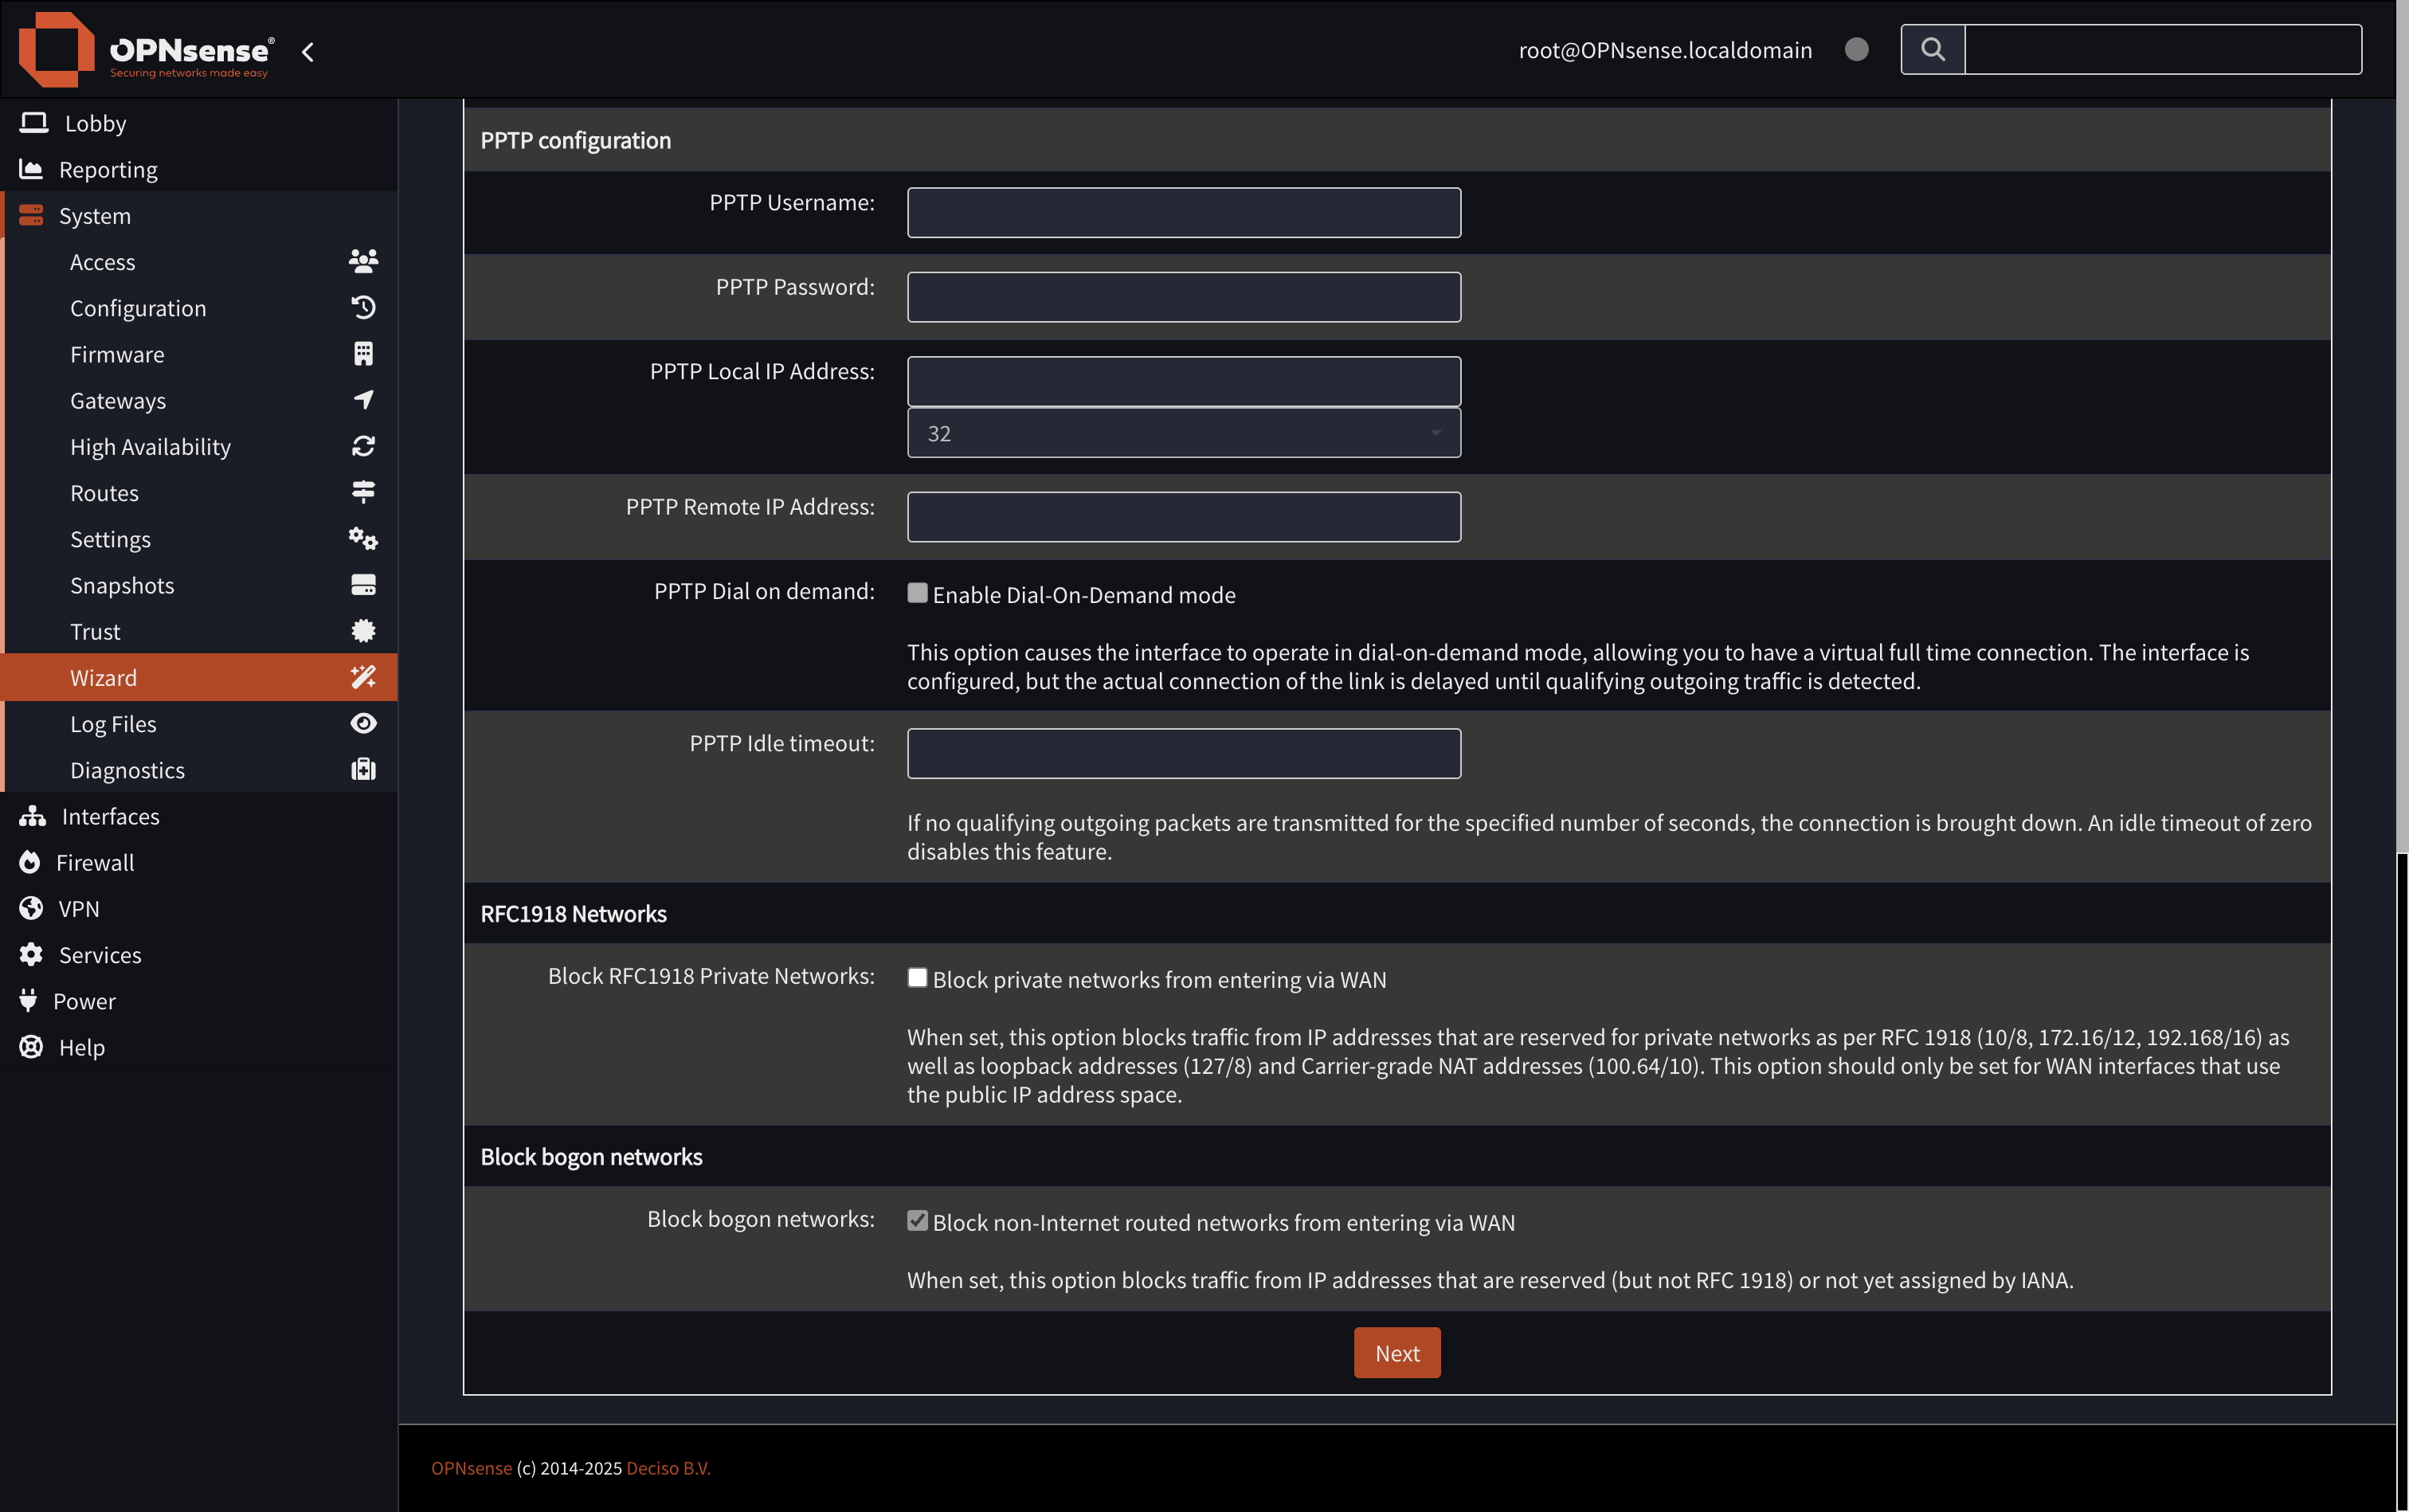 OPNsense®
Securing networks made easy
root@OPNsense.localdomain
Lobby
Reporting
System
Access
Configuration
Firmware
Gateways
High Availability
Routes
Settings
Snapshots
Trust
Wizard
Log Files
Diagnostics
Interfaces
Firewall
VPN
Services
Power
Help
PPTP configuration
PPTP Username:
PPTP Password:
PPTP Local IP Address:
32
PPTP Remote IP Address:
PPTP Dial on demand:
Enable Dial-On-Demand mode
This option causes the interface to operate in dial-on-demand mode, allowing you to have a virtual full time connection. The interface is
configured, but the actual connection of the link is delayed until qualifying outgoing traffic is detected.
PPTP Idle timeout:
If no qualifying outgoing packets are transmitted for the specified number of seconds, the connection is brought down. An idle timeout of zero
disables this feature.
RFC1918 Networks
Block RFC1918 Private Networks:
Block private networks from entering via WAN
When set, this option blocks traffic from IP addresses that are reserved for private networks as per RFC 1918 (10/8, 172.16/12, 192.168/16) as
well as loopback addresses (127/8) and Carrier-grade NAT addresses (100.64/10). This option should only be set for WAN interfaces that use
the public IP address space.
Block bogon networks
Block bogon networks:
Block non-Internet routed networks from entering via WAN
When set, this option blocks traffic from IP addresses that are reserved (but not RFC 1918) or not yet assigned by IANA.
Next
OPNsense (c) 2014-2025 Deciso B.V.